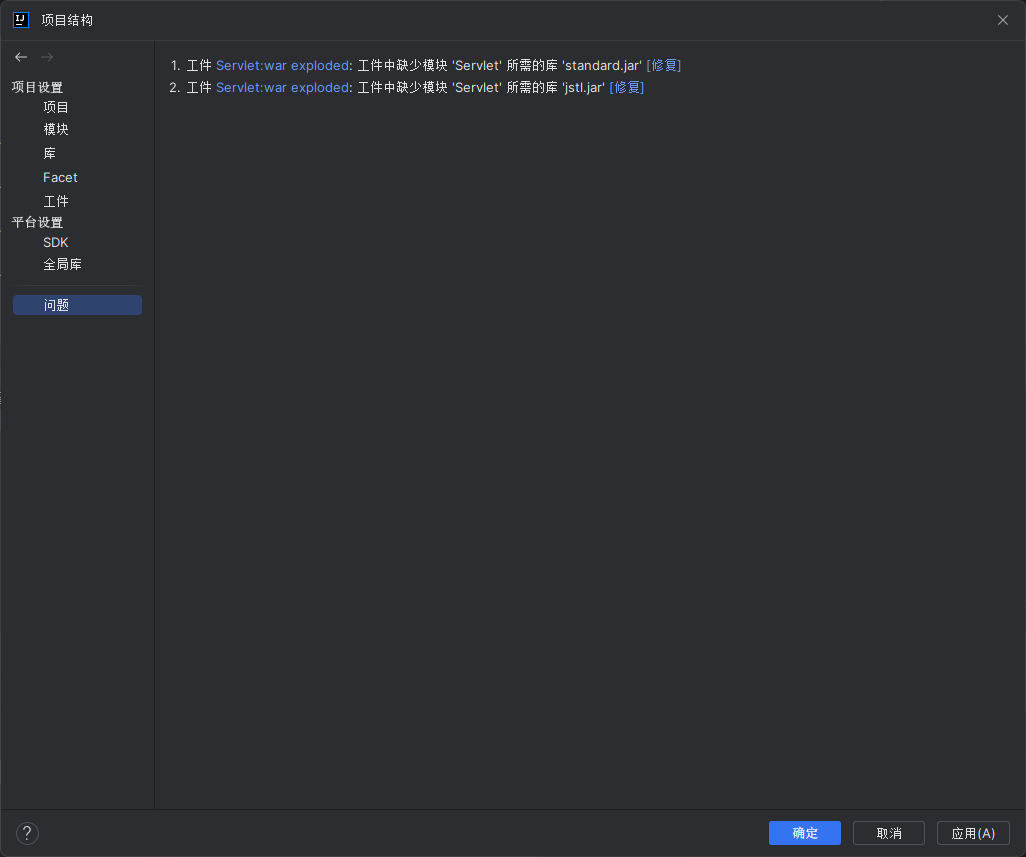 项目结构
项目设置
项目
模块
库
Facet
工件
平台设置
SDK
全局库
问题
1. 工件 Servlet:war exploded: 工件中缺少模块 'Servlet' 所需的库 'standard.jar' [修复]
2. 工件 Servlet:war exploded: 工件中缺少模块 'Servlet' 所需的库 'jstl.jar' [修复]
?
确定
取消
应用(A)